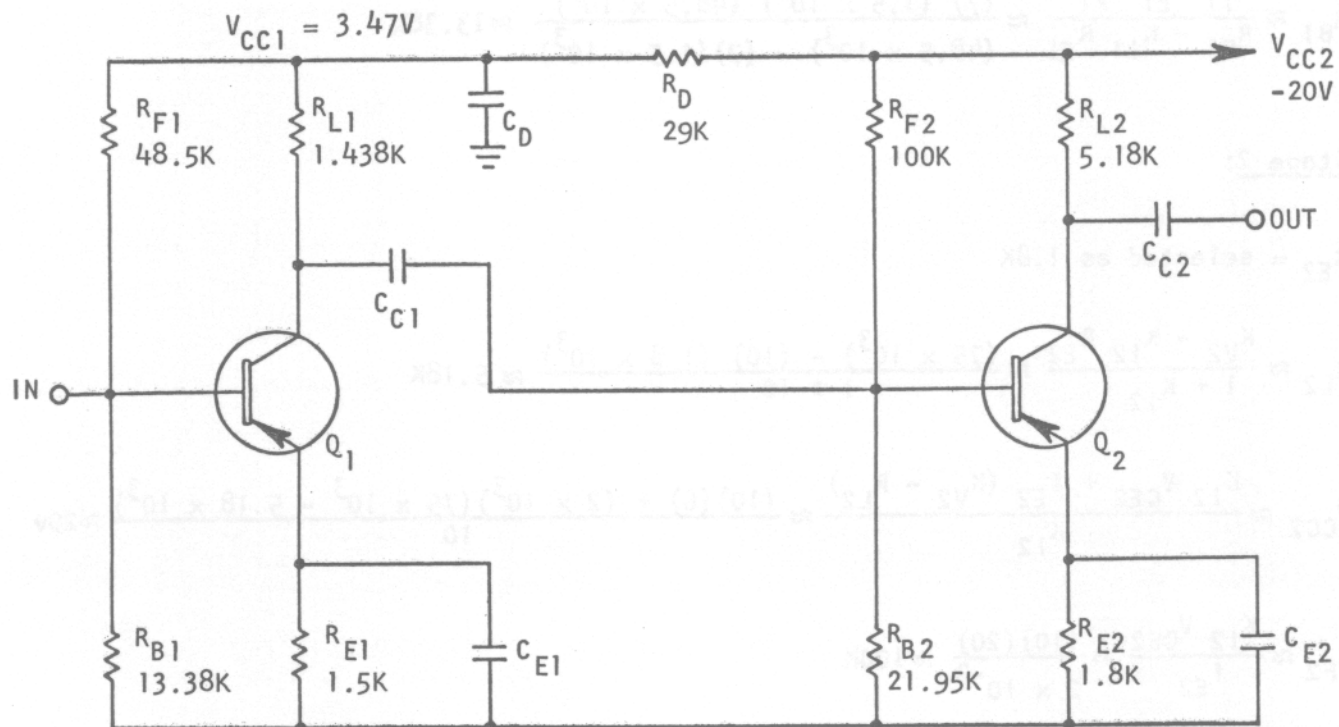 V_CC1 = 3.47V
R_F1
48.5K
R_L1
1.438K
C_D
R_D
29K
R_F2
100K
R_L2
5.18K
V_CC2
-20V
OUT
C_C2
C_C1
IN
Q_1
Q_2
R_B1
13.38K
R_E1
1.5K
C_E1
R_B2
21.95K
R_E2
1.8K
C_E2